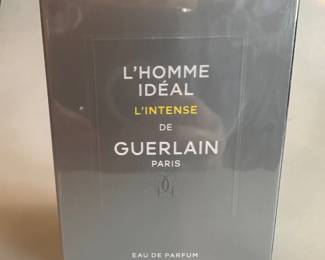 L'HOMME
IDÉAL
L'INTENSE
DE
GUERLAIN
PARIS
EAU DE PARFUM